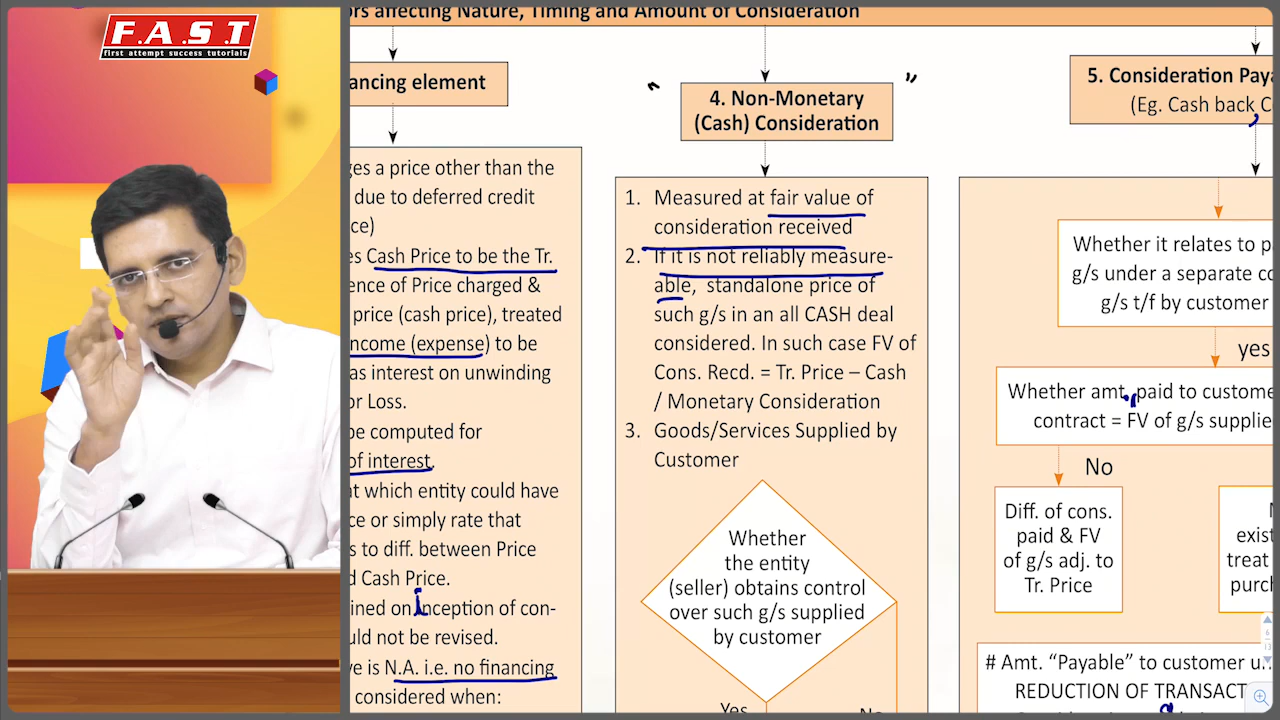 F.A.S.T
first attempt success tutorials
ors affecting Nature, Timing and Amount of Consideration
ancing element
ges a price other than the
due to deferred credit
ce)
es Cash Price to be the Tr.
ence of Price charged &
price (cash price), treated
ncome (expense) to be
as interest on unwinding
or Loss.
be computed for
of interest.
at which entity could have
ce or simply rate that
s to diff. between Price
d Cash Price.
ined on inception of con-
uld not be revised.
ve is N.A. i.e. no financing
considered when:
“ ”
4. Non-Monetary
(Cash) Consideration
1. Measured at fair value of
consideration received
2. If it is not reliably measure-
able, standalone price of
such g/s in an all CASH deal
considered. In such case FV of
Cons. Recd. = Tr. Price – Cash
/ Monetary Consideration
3. Goods/Services Supplied by
Customer
Whether
the entity
(seller) obtains control
over such g/s supplied
by customer
Yes
No
5. Consideration Paya
(Eg. Cash back C
Whether it relates to p
g/s under a separate co
g/s t/f by customer
yes
Whether amt. paid to custome
contract = FV of g/s supplie
No
Diff. of cons.
paid & FV
of g/s adj. to
Tr. Price
exist
treat
purch
# Amt. “Payable” to customer u
REDUCTION OF TRANSACT